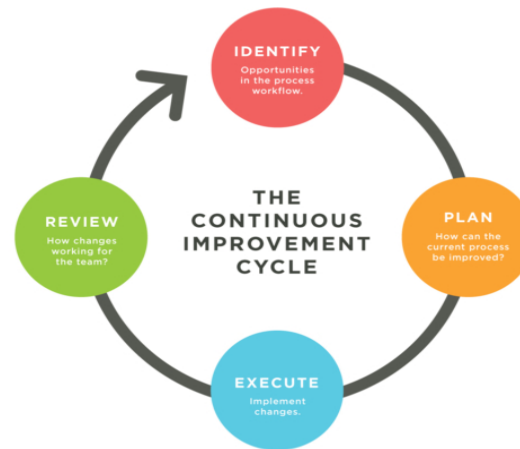 IDENTIFY
Opportunities
in the process
workflow.
THE
CONTINUOUS
IMPROVEMENT
CYCLE
PLAN
How can the
current process
be improved?
EXECUTE
Implement
changes.
REVIEW
How changes
working for
the team?